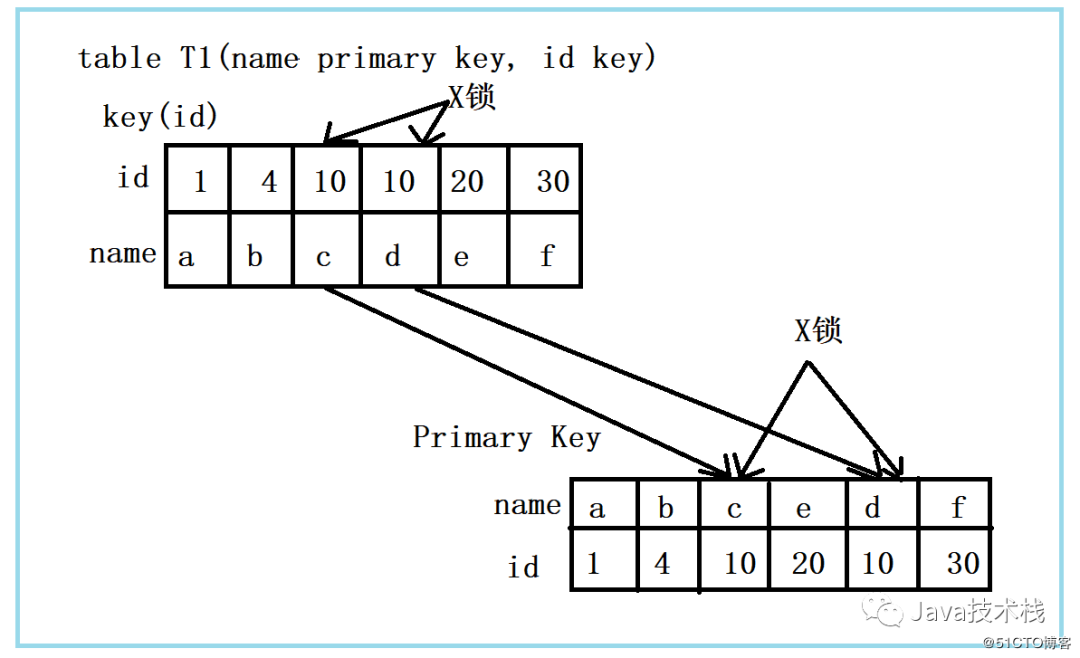 table T1(name primary key, id key)
X锁
key(id)
id 1 4 10 10 20 30
name a b c d e f
X锁
Primary Key
name a b c e d f
id 1 4 10 20 10 30
Java技术栈
@51CTO博客